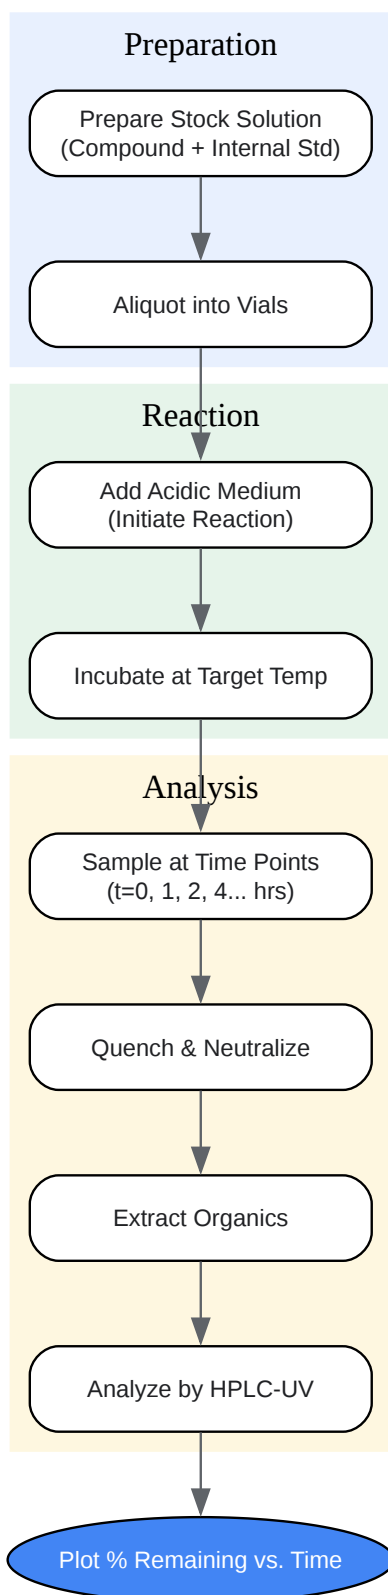 Preparation
Prepare Stock Solution
(Compound + Internal Std)
Aliquot into Vials
Reaction
Add Acidic Medium
(Initiate Reaction)
Incubate at Target Temp
Analysis
Sample at Time Points
(t=0, 1, 2, 4... hrs)
Quench & Neutralize
Extract Organics
Analyze by HPLC-UV
Plot % Remaining vs. Time